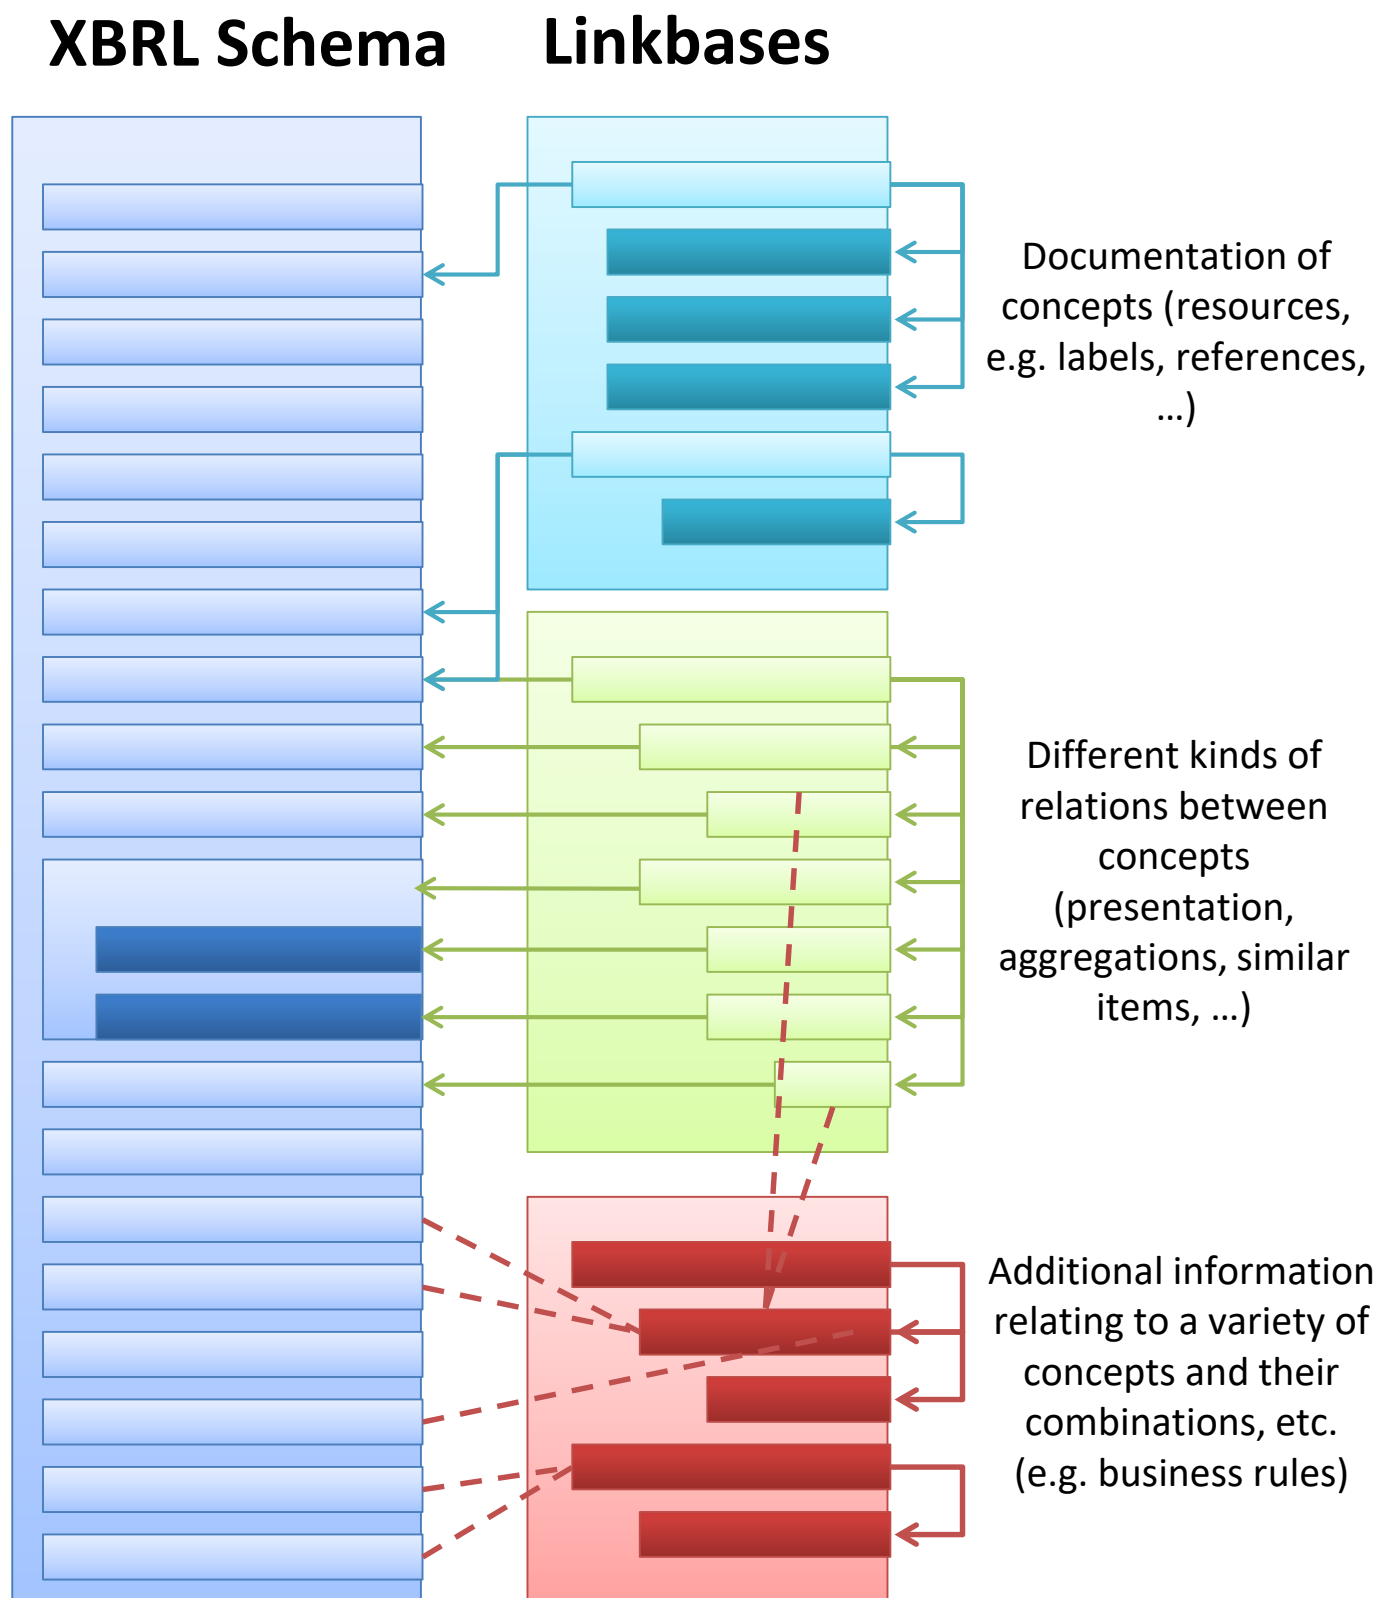 XBRL Schema
Linkbases
Documentation of
concepts (resources,
e.g. labels, references,
…)
Different kinds of
relations between
concepts
(presentation,
aggregations, similar
items, …)
Additional information
relating to a variety of
concepts and their
combinations, etc.
(e.g. business rules)